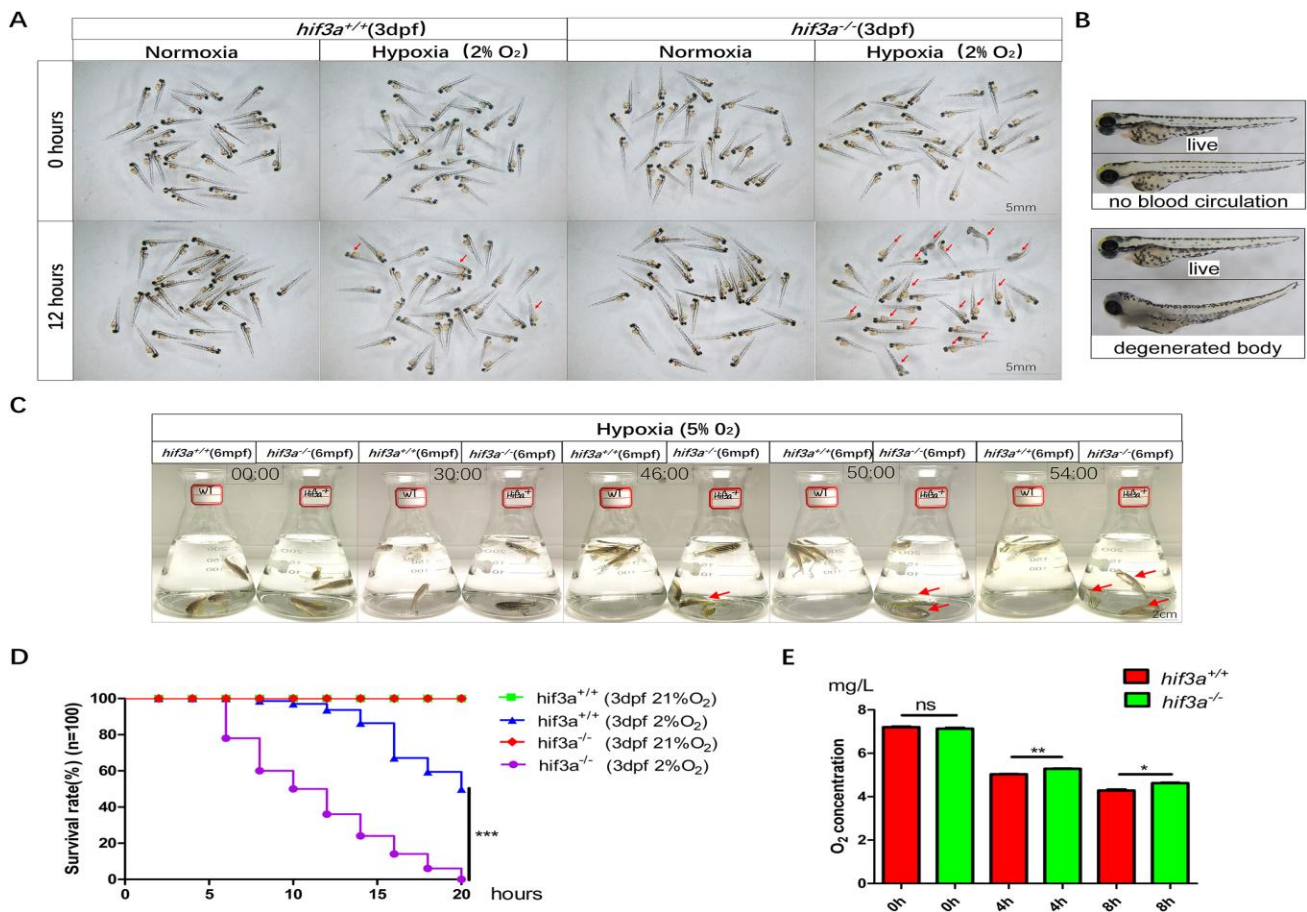 A
hif3a+/+(3dpf)
hif3a-/-(3dpf)
Normoxia
Hypoxia (2% O2)
Normoxia
Hypoxia (2% O2)
0 hours
5mm
12 hours
5mm
B
live
no blood circulation
live
degenerated body
C
Hypoxia (5% O2)
hif3a+/+(6mpf)
hif3a-/-(6mpf)
hif3a+/+(6mpf)
hif3a-/-(6mpf)
hif3a+/+(6mpf)
hif3a-/-(6mpf)
hif3a+/+(6mpf)
hif3a-/-(6mpf)
hif3a+/+(6mpf)
hif3a-/-(6mpf)
00:00
30:00
46:00
50:00
54:00
WT
WT
WT
WT
WT
2cm
D
Survival rate(%) (n=100)
100
80
60
40
20
0
0
5
10
15
20
hours
***
hif3a+/+ (3dpf 21%O2)
hif3a+/+ (3dpf 2%O2)
hif3a-/- (3dpf 21%O2)
hif3a-/- (3dpf 2%O2)
E
hif3a+/+
hif3a-/-
mg/L
O2 concentration
8
6
4
2
0
ns
**
*
0h
0h
4h
4h
8h
8h